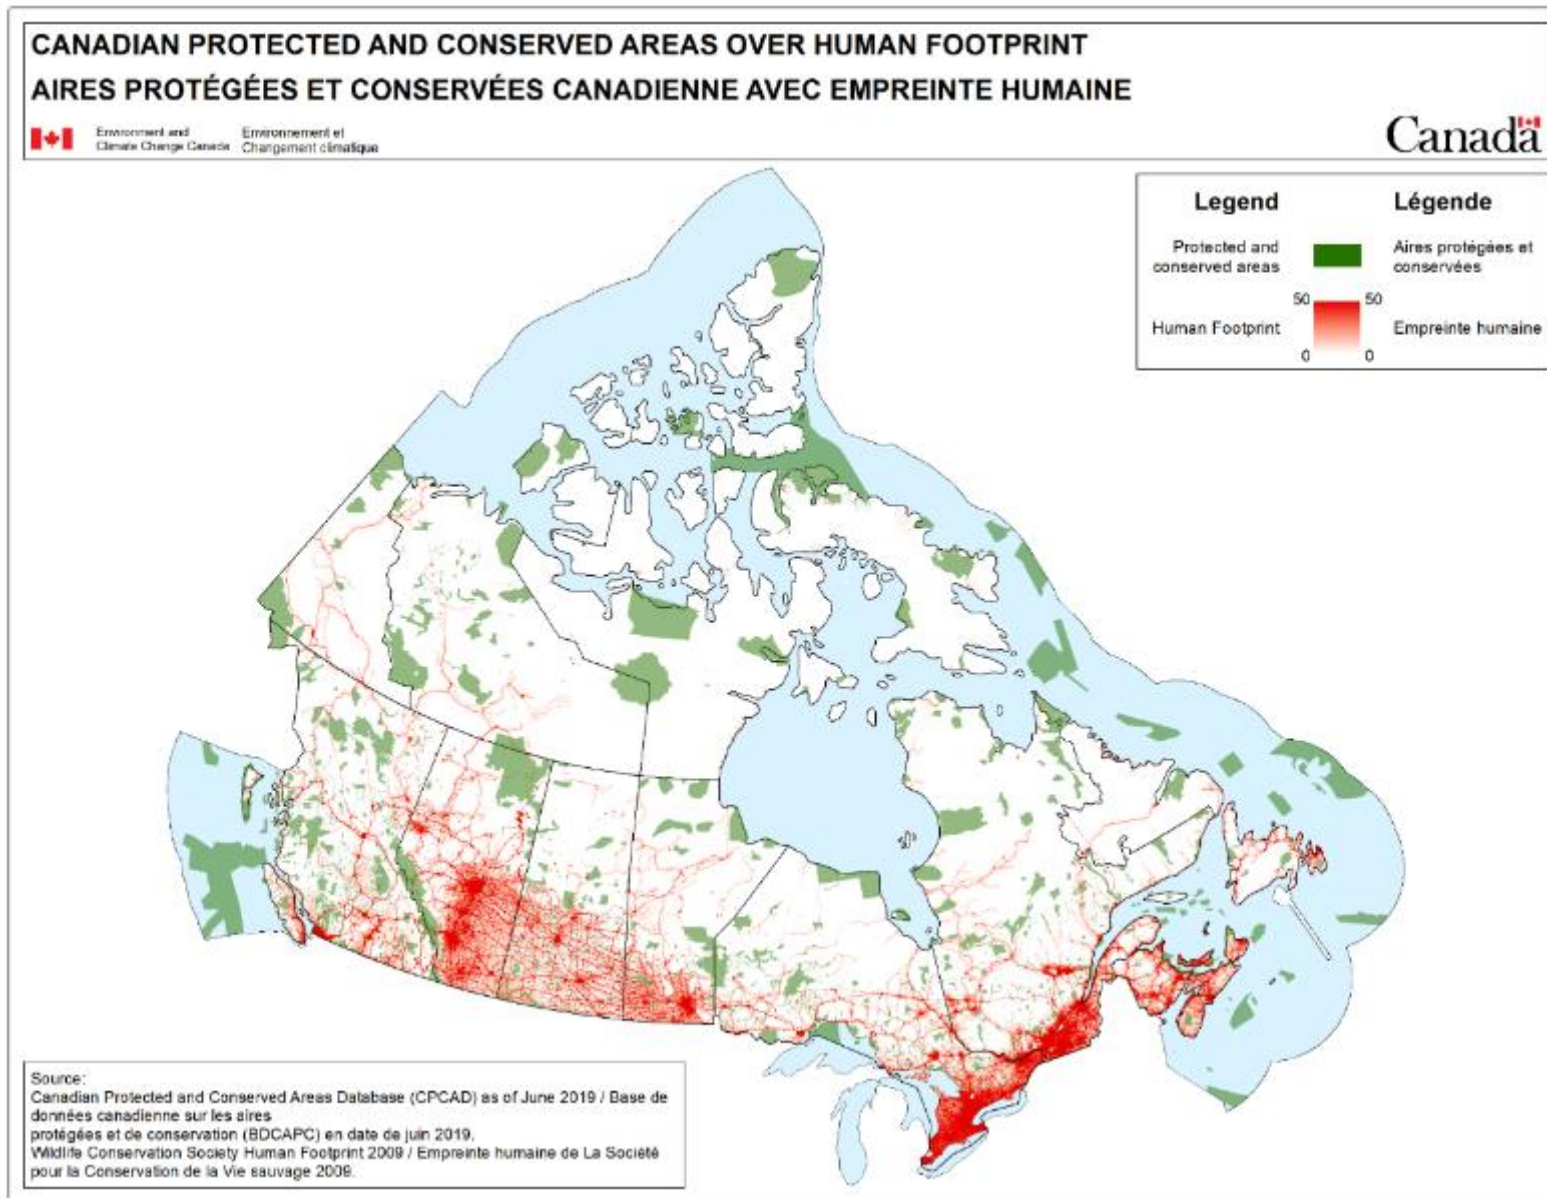 CANADIAN PROTECTED AND CONSERVED AREAS OVER HUMAN FOOTPRINT
AIRES PROTÉGÉES ET CONSERVÉES CANADIENNE AVEC EMPREINTE HUMAINE
Environment and
Climate Change Canada
Environnement et
Changement climatique
Canada
Legend
Légende
Protected and
conserved areas
Aires protégées et
conservées
50
50
Human Footprint
Empreinte humaine
0
0
Source:
Canadian Protected and Conserved Areas Database (CPCAD) as of June 2019 / Base de
données canadienne sur les aires
protégées et de conservation (BDCAPC) en date de juin 2019.
Wildlife Conservation Society Human Footprint 2009 / Empreinte humaine de La Société
pour la Conservation de la Vie sauvage 2009.